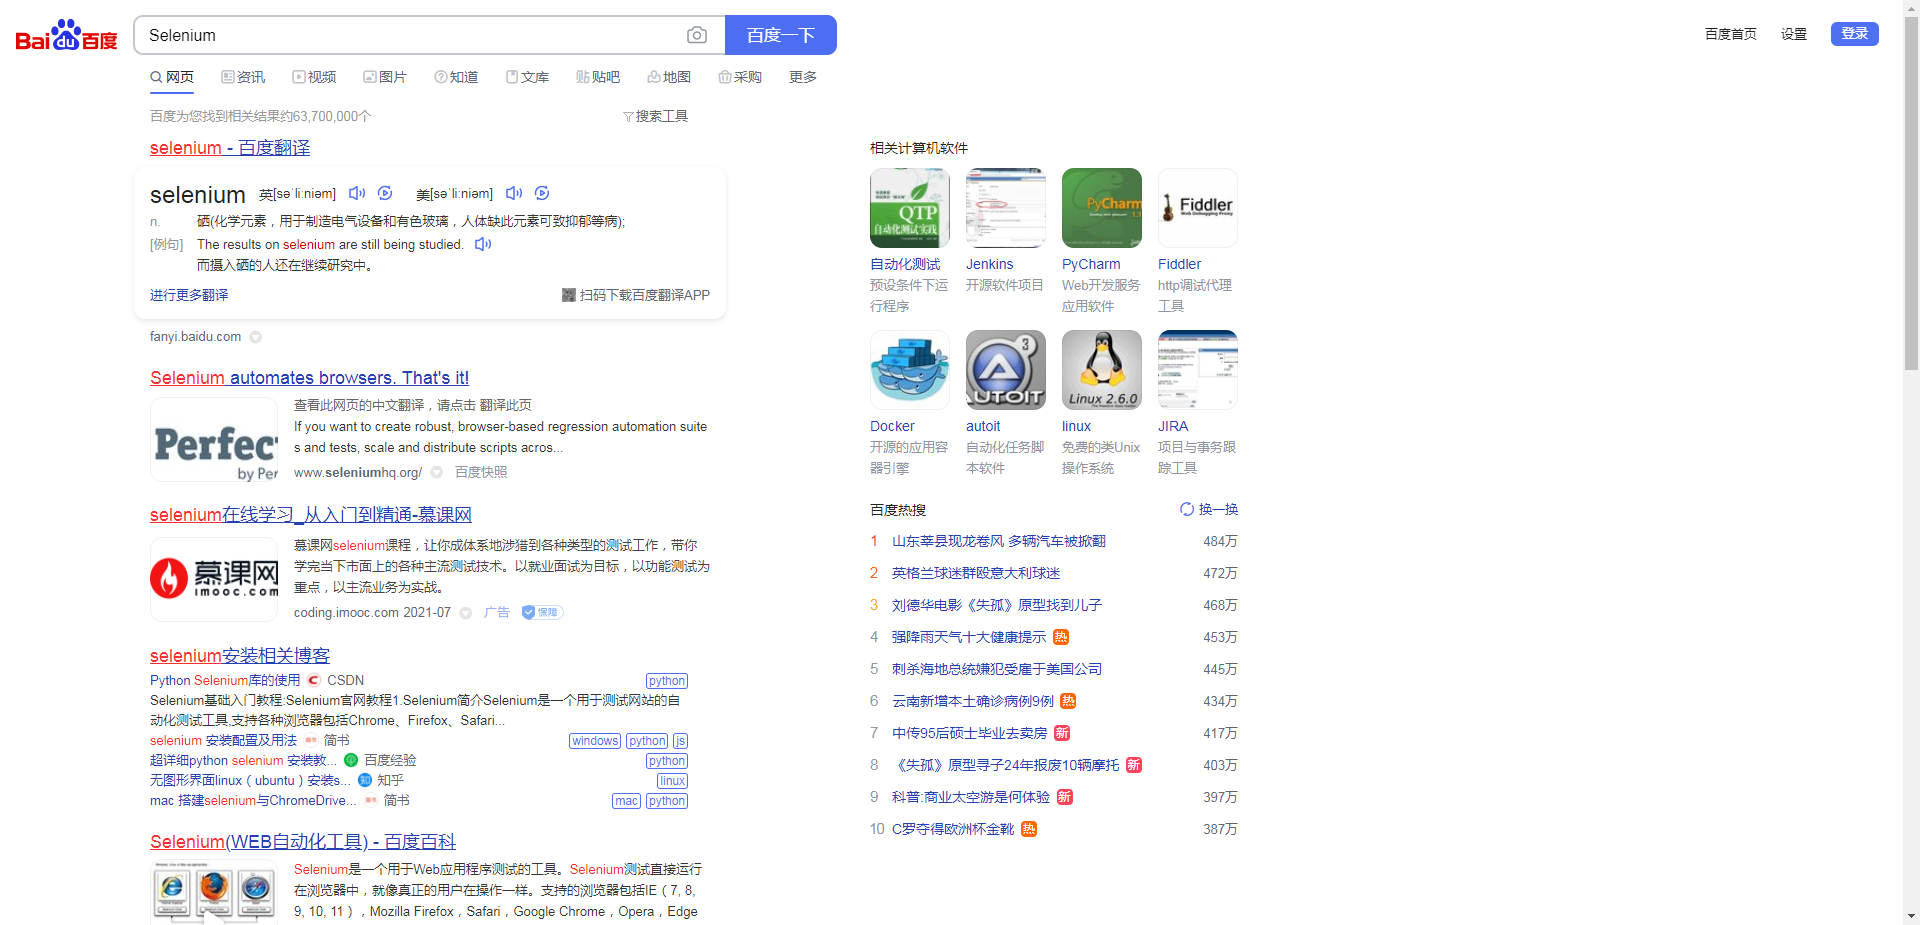 Bai du 百度
Selenium
百度一下
百度首页 设置 登录
网页 资讯 视频 图片 知道 文库 贴吧 地图 采购 更多
百度为您找到相关结果约63,700,000个
搜索工具
selenium - 百度翻译
selenium 英[səˈliːniəm] 美[səˈliːniəm]
n. 硒(化学元素，用于制造电气设备和有色玻璃，人体缺此元素可致抑郁等病);
[例句] The results on selenium are still being studied.
而摄入硒的人还在继续研究中。
进行更多翻译
扫码下载百度翻译APP
fanyi.baidu.com
Selenium automates browsers. That's it!
Perfec
by Per
查看此网页的中文翻译，请点击 翻译此页
If you want to create robust, browser-based regression automation suite
s and tests, scale and distribute scripts acros...
www.seleniumhq.org/ 百度快照
selenium在线学习_从入门到精通-慕课网
慕课网
imooc.com
慕课网selenium课程，让你成体系地涉猎到各种类型的测试工作，带你
学完当下市面上的各种主流测试技术。以就业面试为目标，以功能测试为
重点，以主流业务为实战。
coding.imooc.com 2021-07 广告 保障
selenium安装相关博客
Python Selenium库的使用 CSDN python
Selenium基础入门教程:Selenium官网教程1.Selenium简介Selenium是一个用于测试网站的自
动化测试工具,支持各种浏览器包括Chrome、Firefox、Safari...
selenium 安装配置及用法 简书 windows python js
超详细python selenium 安装教... 百度经验 python
无图形界面linux（ubuntu）安装s... 知乎 linux
mac 搭建selenium与ChromeDrive... 简书 mac python
Selenium(WEB自动化工具) - 百度百科
Selenium是一个用于Web应用程序测试的工具。Selenium测试直接运行
在浏览器中，就像真正的用户在操作一样。支持的浏览器包括IE（7, 8,
9, 10, 11），Mozilla Firefox，Safari，Google Chrome，Opera，Edge
相关计算机软件
QTP
自动化测试实践
PyCharm
Fiddler
Web Debugging Proxy
自动化测试 Jenkins PyCharm Fiddler
预设条件下运 开源软件项目 Web开发服务 http调试代理
行程序 应用软件 工具
3
AUTOIT
Linux 2.6.0
Docker autoit linux JIRA
开源的应用容 自动化任务脚 免费的类Unix 项目与事务跟
器引擎 本软件 操作系统 踪工具
百度热搜 换一换
1 山东莘县现龙卷风 多辆汽车被掀翻 484万
2 英格兰球迷群殴意大利球迷 472万
3 刘德华电影《失孤》原型找到儿子 468万
4 强降雨天气十大健康提示 热 453万
5 刺杀海地总统嫌犯受雇于美国公司 445万
6 云南新增本土确诊病例9例 热 434万
7 中传95后硕士毕业去卖房 新 417万
8 《失孤》原型寻子24年报废10辆摩托 新 403万
9 科普:商业太空游是何体验 新 397万
10 C罗夺得欧洲杯金靴 热 387万